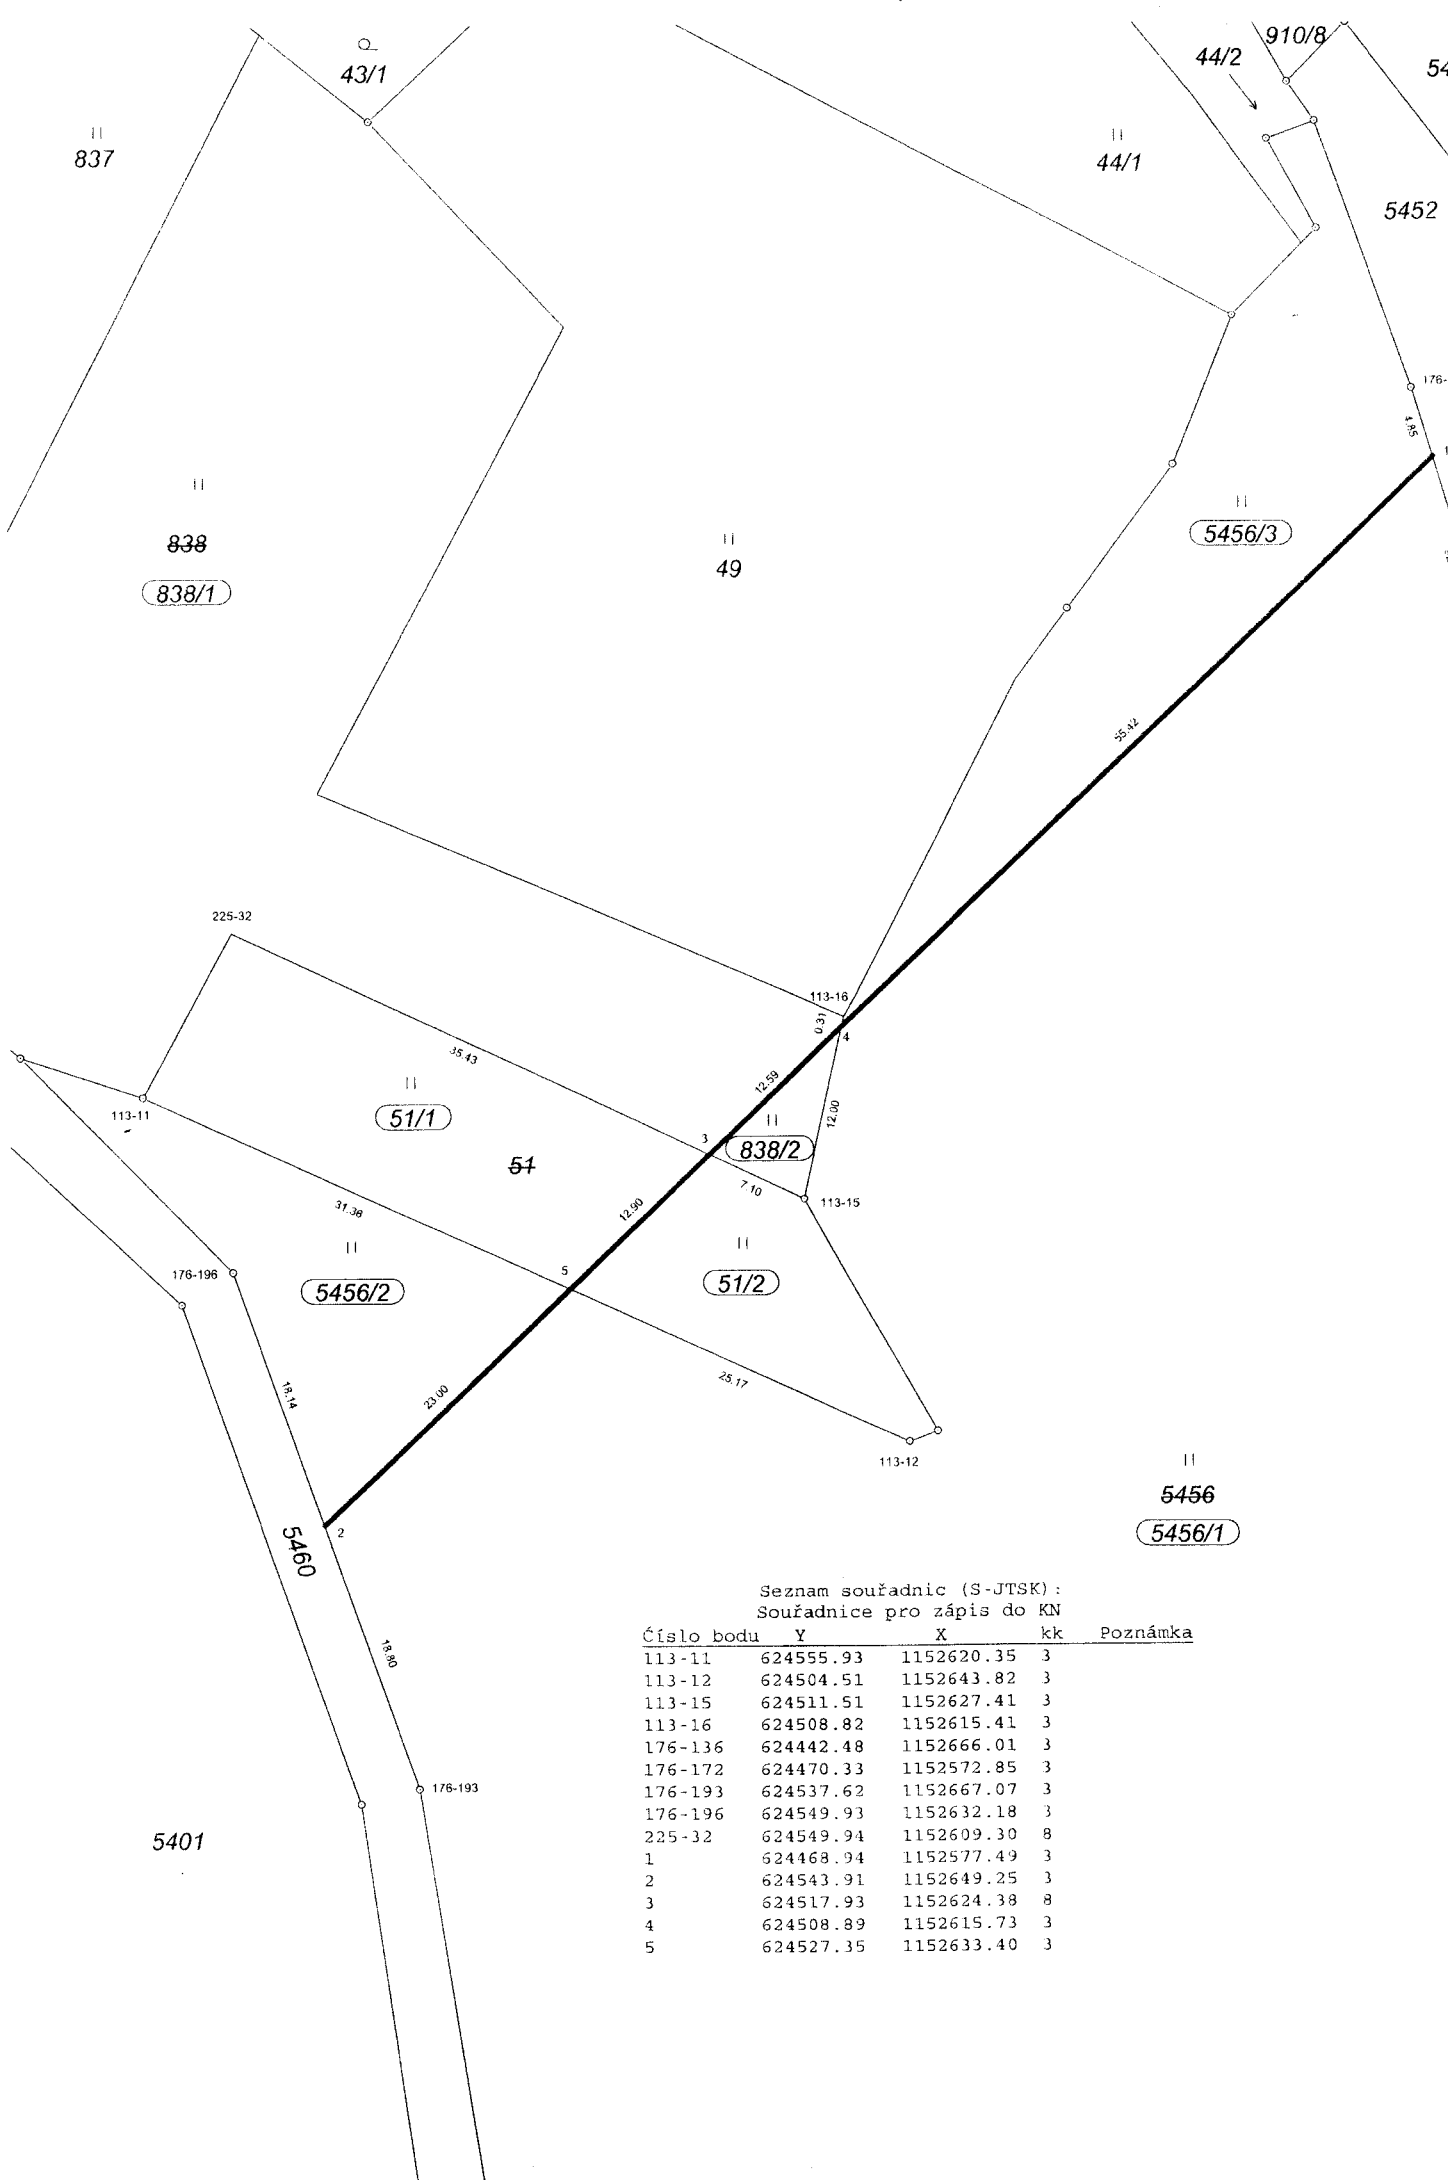 910/8
44/2
54
43/1
837
44/1
5452
176-
4.85
1
838
838/1
49
5456/3
55.42
225-32
113-16
0.31
4
35.43
12.59
113-11
51/1
12.00
3
838/2
51
7.10
113-15
31.38
12.90
176-196
5456/2
5
51/2
25.17
18.14
23.00
113-12
5456
5456/1
2
5460
18.80
176-193
5401
Seznam souřadnic (S-JTSK):
Souřadnice pro zápis do KN
Číslo bodu Y X kk Poznámka
113-11 624555.93 1152620.35 3
113-12 624504.51 1152643.82 3
113-15 624511.51 1152627.41 3
113-16 624508.82 1152615.41 3
176-136 624442.48 1152666.01 3
176-172 624470.33 1152572.85 3
176-193 624537.62 1152667.07 3
176-196 624549.93 1152632.18 3
225-32 624549.94 1152609.30 8
1 624468.94 1152577.49 3
2 624543.91 1152649.25 3
3 624517.93 1152624.38 8
4 624508.89 1152615.73 3
5 624527.35 1152633.40 3